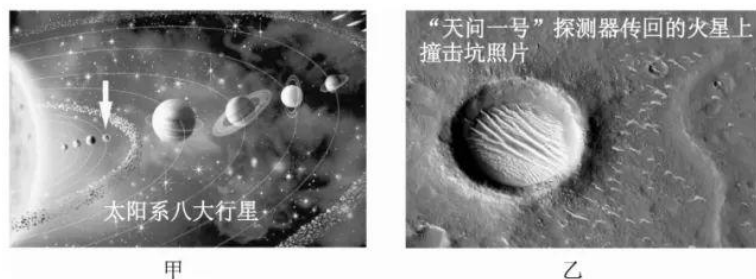 太阳系八大行星
甲
“天问一号”探测器传回的火星上
撞击坑照片
乙